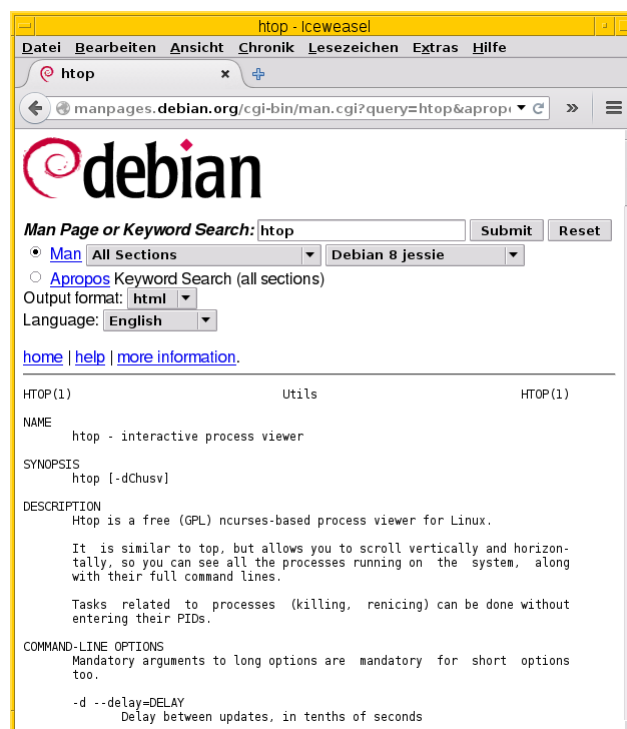 htop - Iceweasel
Datei Bearbeiten Ansicht Chronik Lesezeichen Extras Hilfe
htop
manpages.debian.org/cgi-bin/man.cgi?query=htop&aprop
debian
Man Page or Keyword Search: htop Submit Reset
Man All Sections Debian 8 jessie
Apropos Keyword Search (all sections)
Output format: html
Language: English
home | help | more information.
HTOP(1) Utils HTOP(1)
NAME
htop - interactive process viewer
SYNOPSIS
htop [-dChusv]
DESCRIPTION
Htop is a free (GPL) ncurses-based process viewer for Linux.
It is similar to top, but allows you to scroll vertically and horizon-
tally, so you can see all the processes running on the system, along
with their full command lines.
Tasks related to processes (killing, renicing) can be done without
entering their PIDs.
COMMAND-LINE OPTIONS
Mandatory arguments to long options are mandatory for short options
too.
-d --delay=DELAY
Delay between updates, in tenths of seconds